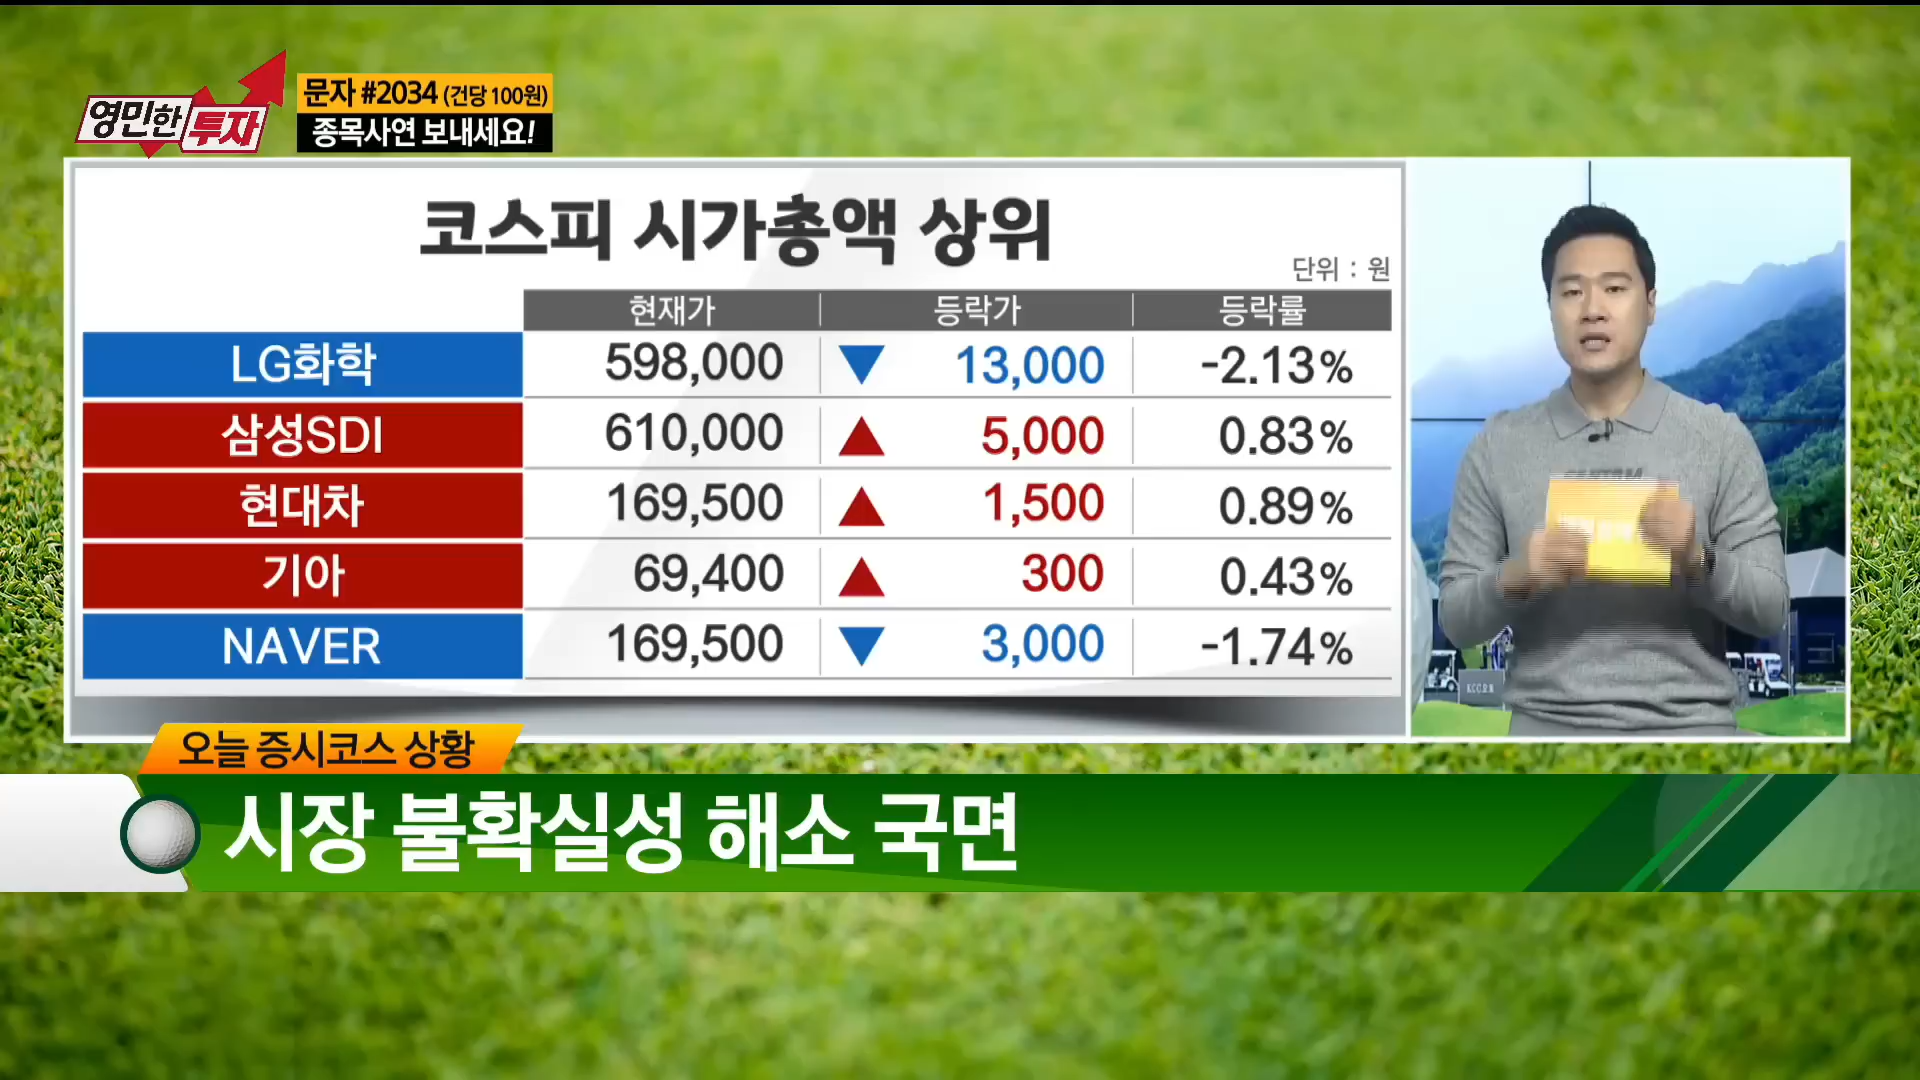 영민한 투자
문자 #2034 (건당 100원)
종목사연 보내세요!
코스피 시가총액 상위
단위 : 원
현재가 등락가 등락률
LG화학 598,000 ▼ 13,000 -2.13%
삼성SDI 610,000 ▲ 5,000 0.83%
현대차 169,500 ▲ 1,500 0.89%
기아 69,400 ▲ 300 0.43%
NAVER 169,500 ▼ 3,000 -1.74%
오늘 증시코스 상황
시장 불확실성 해소 국면